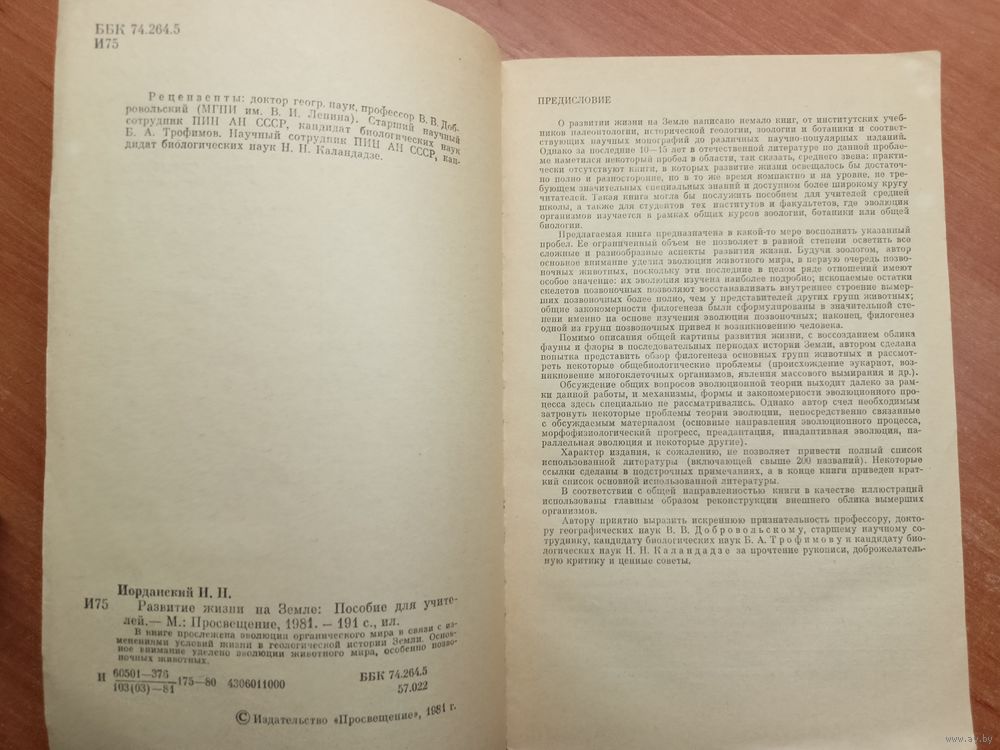 ББК 74.264.5
И75
Рецензенты: доктор геогр. наук, профессор В. В. Доб-
ровольский (МГПИ им. В. И. Ленина). Старший научный
сотрудник ПИН АН СССР, кандидат биологических наук
Б. А. Трофимов. Научный сотрудник ПИН АН СССР, кан-
дидат биологических наук Н. Н. Каландадзе.
Иорданский Н. Н.
И75 Развитие жизни на Земле: Пособие для учите-
лей.— М.: Просвещение, 1981. — 191 с., ил.
В книге прослежена эволюция органического мира в связи с из-
менениями условий жизни в геологической истории Земли. Основ-
ное внимание уделено эволюции животного мира, особенно позво-
ночных животных.
И 60501—376
103(03)—81 175—80 4306011000
ББК 74.264.5
57.022
© Издательство «Просвещение», 1981 г.
ПРЕДИСЛОВИЕ
О развитии жизни на Земле написано немало книг, от институтских учеб-
ников палеонтологии, исторической геологии, зоологии и ботаники и соответ-
ствующих научных монографий до различных научно-популярных изданий.
Однако за последние 10—15 лет в отечественной литературе по данной пробле-
ме наметился некоторый пробел в области, так сказать, среднего звена: практи-
чески отсутствуют книги, в которых развитие жизни освещалось бы достаточ-
но полно и разносторонне, но в то же время компактно и на уровне, не тре-
бующем значительных специальных знаний и доступном более широкому кругу
читателей. Такая книга могла бы послужить пособием для учителей средней
школы, а также для студентов тех институтов и факультетов, где эволюция
организмов изучается в рамках общих курсов зоологии, ботаники или общей
биологии.
Предлагаемая книга предназначена в какой-то мере восполнить указанный
пробел. Ее ограниченный объем не позволяет в равной степени осветить все
сложные и разнообразные аспекты развития жизни. Будучи зоологом, автор
основное внимание уделил эволюции животного мира, в первую очередь позво-
ночных животных, поскольку эти последние в целом ряде отношений имеют
особое значение: их эволюция изучена наиболее подробно; ископаемые остатки
скелетов позвоночных позволяют восстанавливать внутреннее строение вымер-
ших позвоночных более полно, чем у представителей других групп животных;
общие закономерности филогенеза были сформулированы в значительной сте-
пени именно на основе изучения эволюции позвоночных; наконец, филогенез
одной из групп позвоночных привел к возникновению человека.
Помимо описания общей картины развития жизни, с воссозданием облика
фауны и флоры в последовательных периодах истории Земли, автором сделана
попытка представить обзор филогенеза основных групп животных и рассмот-
реть некоторые общебиологические проблемы (происхождение эукариот, воз-
никновение многоклеточных организмов, явления массового вымирания и др.).
Обсуждение общих вопросов эволюционной теории выходит далеко за рам-
ки данной работы, и механизмы, формы и закономерности эволюционного про-
цесса здесь специально не рассматривались. Однако автор счел необходимым
затронуть некоторые проблемы теории эволюции, непосредственно связанные
с обсуждаемым материалом (основные направления эволюционного процесса,
морфофизиологический прогресс, преадаптация, инадаптивная эволюция, па-
раллельная эволюция и некоторые другие).
Характер издания, к сожалению, не позволяет привести полный список
использованной литературы (включающей свыше 200 названий). Некоторые
ссылки сделаны в подстрочных примечаниях, а в конце книги приведен крат-
кий список основной использованной литературы.
В соответствии с общей направленностью книги в качестве иллюстраций
использованы главным образом реконструкции внешнего облика вымерших
организмов.
Автору приятно выразить искреннюю признательность профессору, докто-
ру географических наук В. В. Добровольскому, старшему научному со-
труднику, кандидату биологических наук Б. А. Трофимову и кандидату био-
логических наук Н. Н. Каландадзе за прочтение рукописи, доброжелатель-
ную критику и ценные советы.
www.ay.by